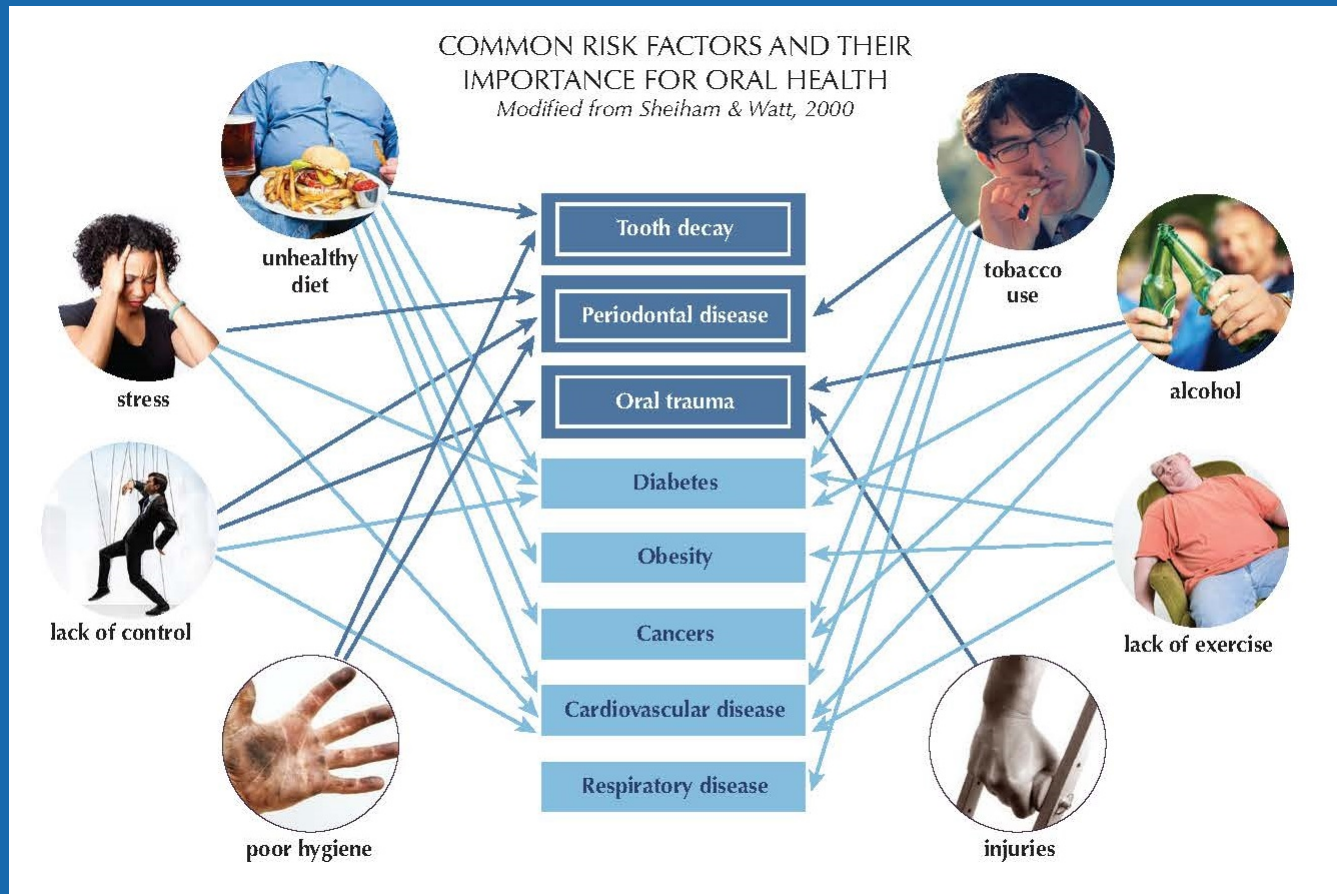 COMMON RISK FACTORS AND THEIR
IMPORTANCE FOR ORAL HEALTH
Modified from Sheiham & Watt, 2000
unhealthy
diet
stress
lack of control
poor hygiene
Tooth decay
Periodontal disease
Oral trauma
Diabetes
Obesity
Cancers
Cardiovascular disease
Respiratory disease
tobacco
use
alcohol
lack of exercise
injuries